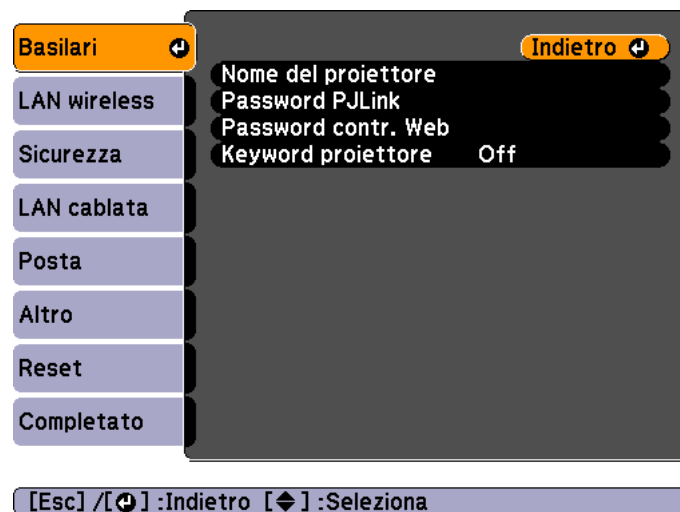 Basilari
Indietro
Nome del proiettore
Password PJLink
Password contr. Web
Keyword proiettore Off
LAN wireless
Sicurezza
LAN cablata
Posta
Altro
Reset
Completato
[Esc] /[ ] :Indietro [ ] :Seleziona